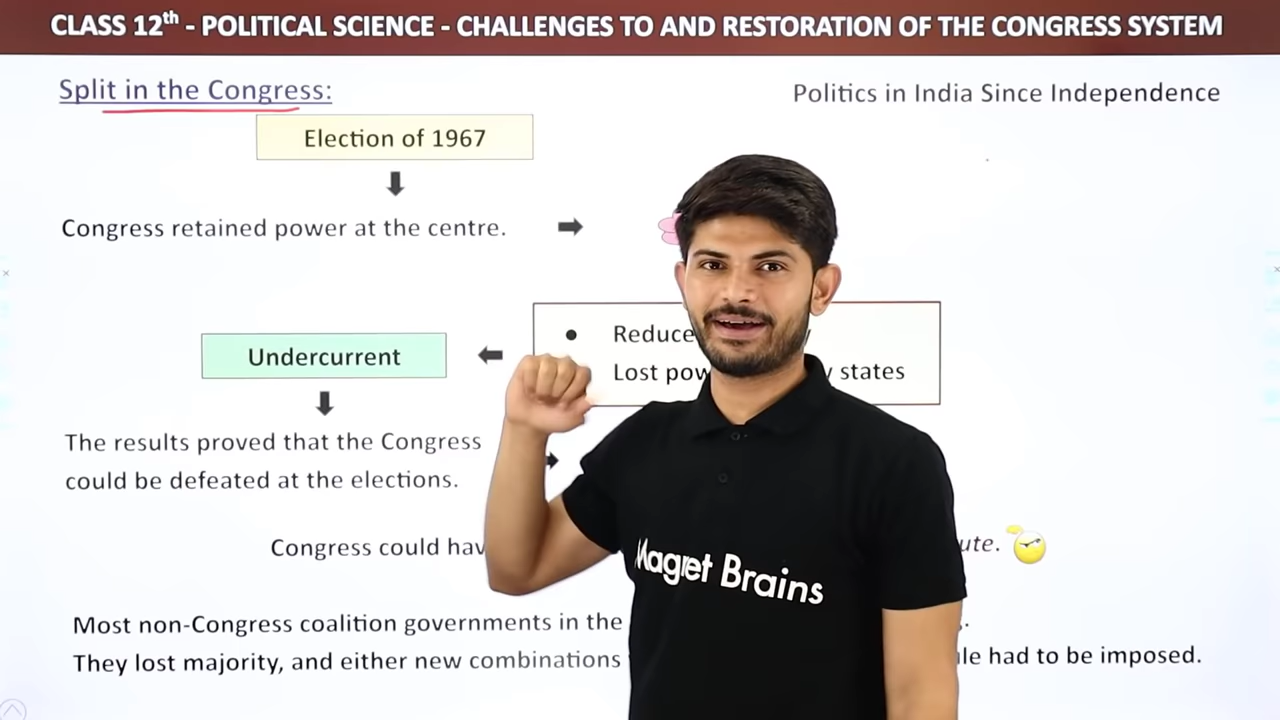 CLASS 12th - POLITICAL SCIENCE - CHALLENGES TO AND RESTORATION OF THE CONGRESS SYSTEM
Split in the Congress:
Politics in India Since Independence
Election of 1967
Congress retained power at the centre.
• Reduce
Undercurrent
Lost pow states
The results proved that the Congress
could be defeated at the elections.
Congress could hav ute.
Most non-Congress coalition governments in the
They lost majority, and either new combinations le had to be imposed.
Magnet Brains